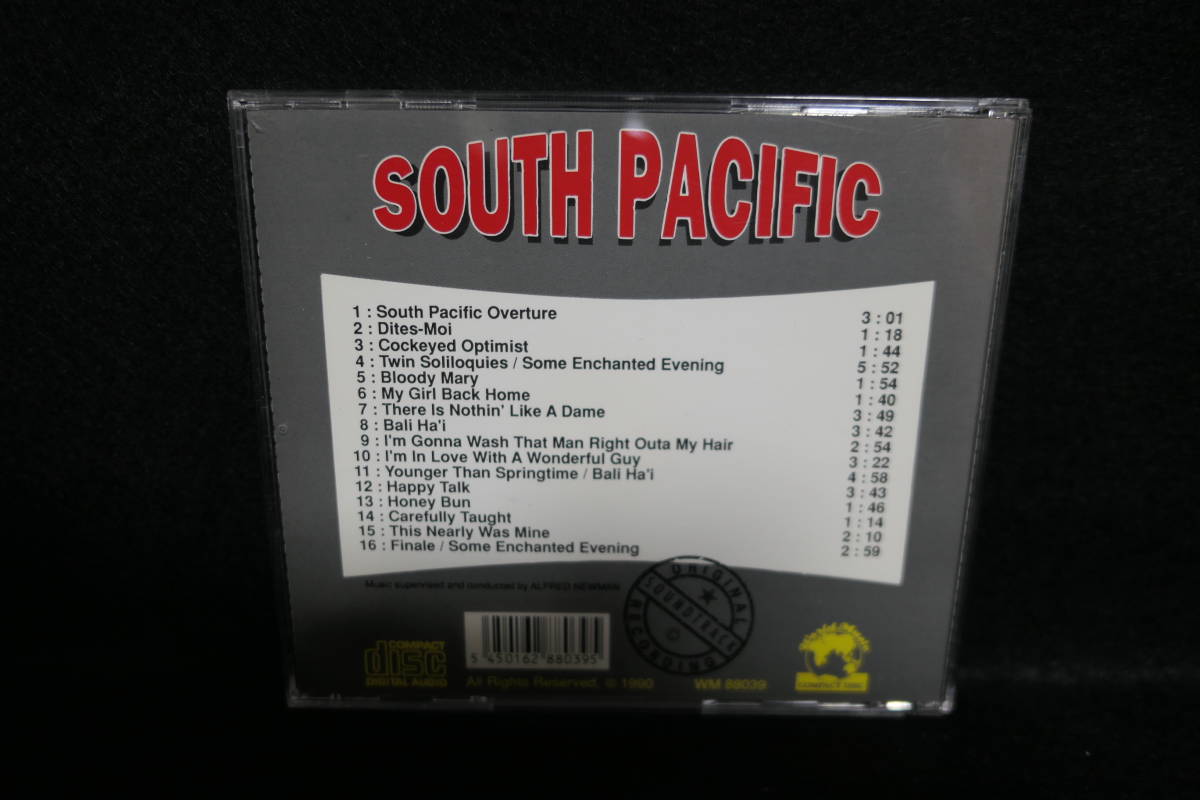 SOUTH PACIFIC
1 : South Pacific Overture 3 : 01
2 : Dites-Moi 1 : 18
3 : Cockeyed Optimist 1 : 44
4 : Twin Soliloquies / Some Enchanted Evening 5 : 52
5 : Bloody Mary 1 : 54
6 : My Girl Back Home 1 : 40
7 : There Is Nothin' Like A Dame 3 : 49
8 : Bali Ha'i 3 : 42
9 : I'm Gonna Wash That Man Right Outa My Hair 2 : 54
10 : I'm In Love With A Wonderful Guy 3 : 22
11 : Younger Than Springtime / Bali Ha'i 4 : 58
12 : Happy Talk 3 : 43
13 : Honey Bun 1 : 46
14 : Carefully Taught 1 : 14
15 : This Nearly Was Mine 2 : 10
16 : Finale / Some Enchanted Evening 2 : 59
Music supervised and conducted by ALFRED NEWMAN
ORIGINAL
SOUNDTRACK
©
RECORDING
COMPACT
disc
DIGITAL AUDIO
5 450162 880395
All Rights Reserved, © 1990
WM 88039
World Music
COMPACT DISC